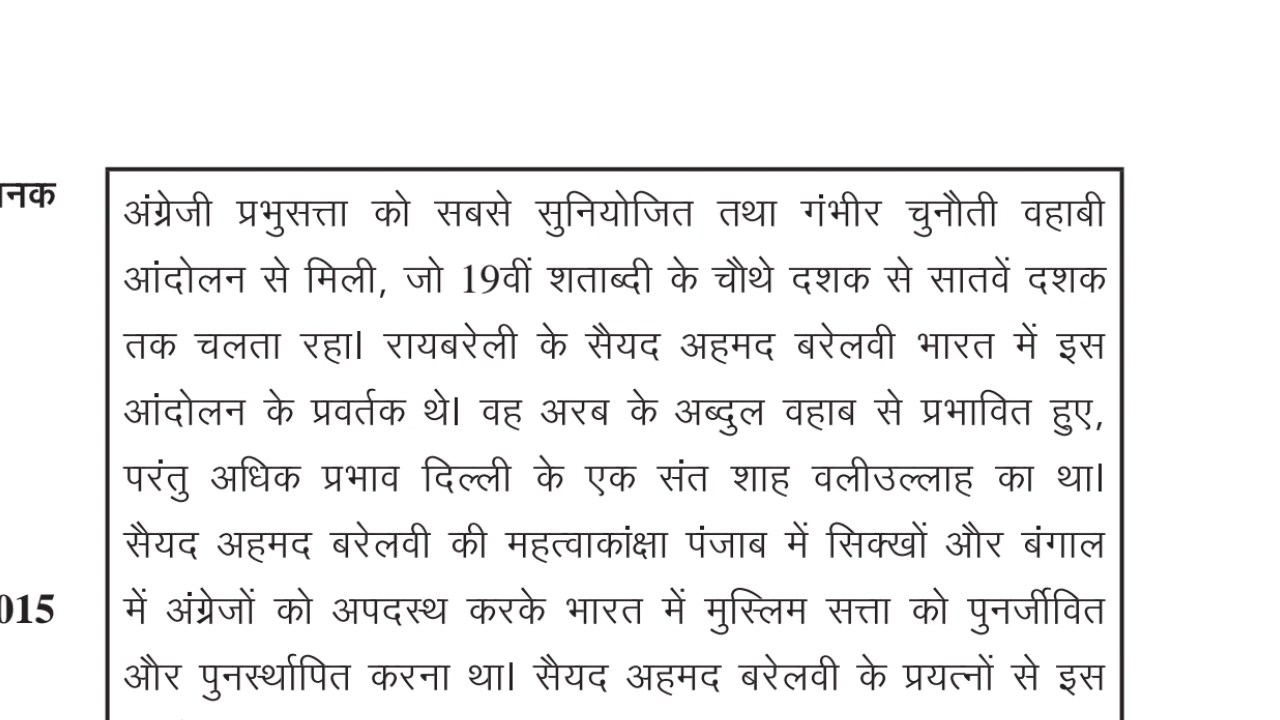 नक
अंग्रेजी प्रभुसत्ता को सबसे सुनियोजित तथा गंभीर चुनौती वहाबी
आंदोलन से मिली, जो 19वीं शताब्दी के चौथे दशक से सातवें दशक
तक चलता रहा। रायबरेली के सैयद अहमद बरेलवी भारत में इस
आंदोलन के प्रवर्तक थे। वह अरब के अब्दुल वहाब से प्रभावित हुए,
परंतु अधिक प्रभाव दिल्ली के एक संत शाह वलीउल्लाह का था।
सैयद अहमद बरेलवी की महत्वाकांक्षा पंजाब में सिक्खों और बंगाल
में अंग्रेजों को अपदस्थ करके भारत में मुस्लिम सत्ता को पुनर्जीवित
015
और पुनर्स्थापित करना था। सैयद अहमद बरेलवी के प्रयत्नों से इस